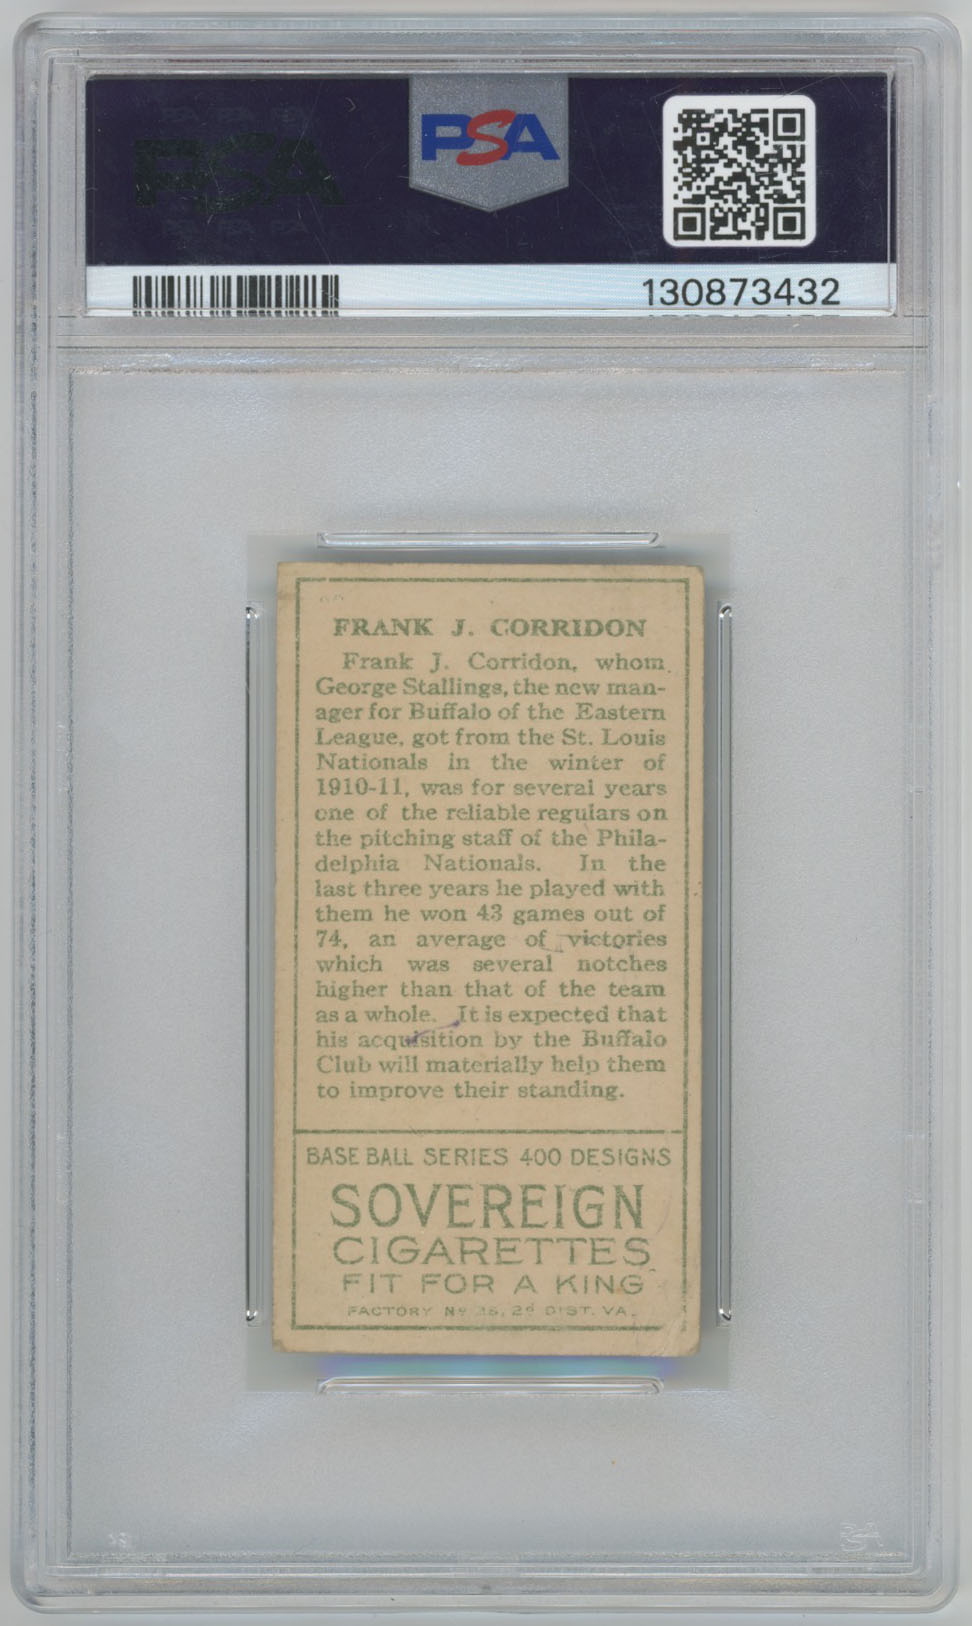 PSA
130873432
FRANK J. CORRIDON
Frank J. Corridon, whom
George Stallings, the new man-
ager for Buffalo of the Eastern
League, got from the St. Louis
Nationals in the winter of
1910-11, was for several years
one of the reliable regulars on
the pitching staff of the Phila-
delphia Nationals. In the
last three years he played with
them he won 43 games out of
74, an average of victories
which was several notches
higher than that of the team
as a whole. It is expected that
his acquisition by the Buffalo
Club will materially help them
to improve their standing.
BASE BALL SERIES 400 DESIGNS
SOVEREIGN
CIGARETTES
FIT FOR A KING
FACTORY Nº 25, 2d DIST. VA.
PSA